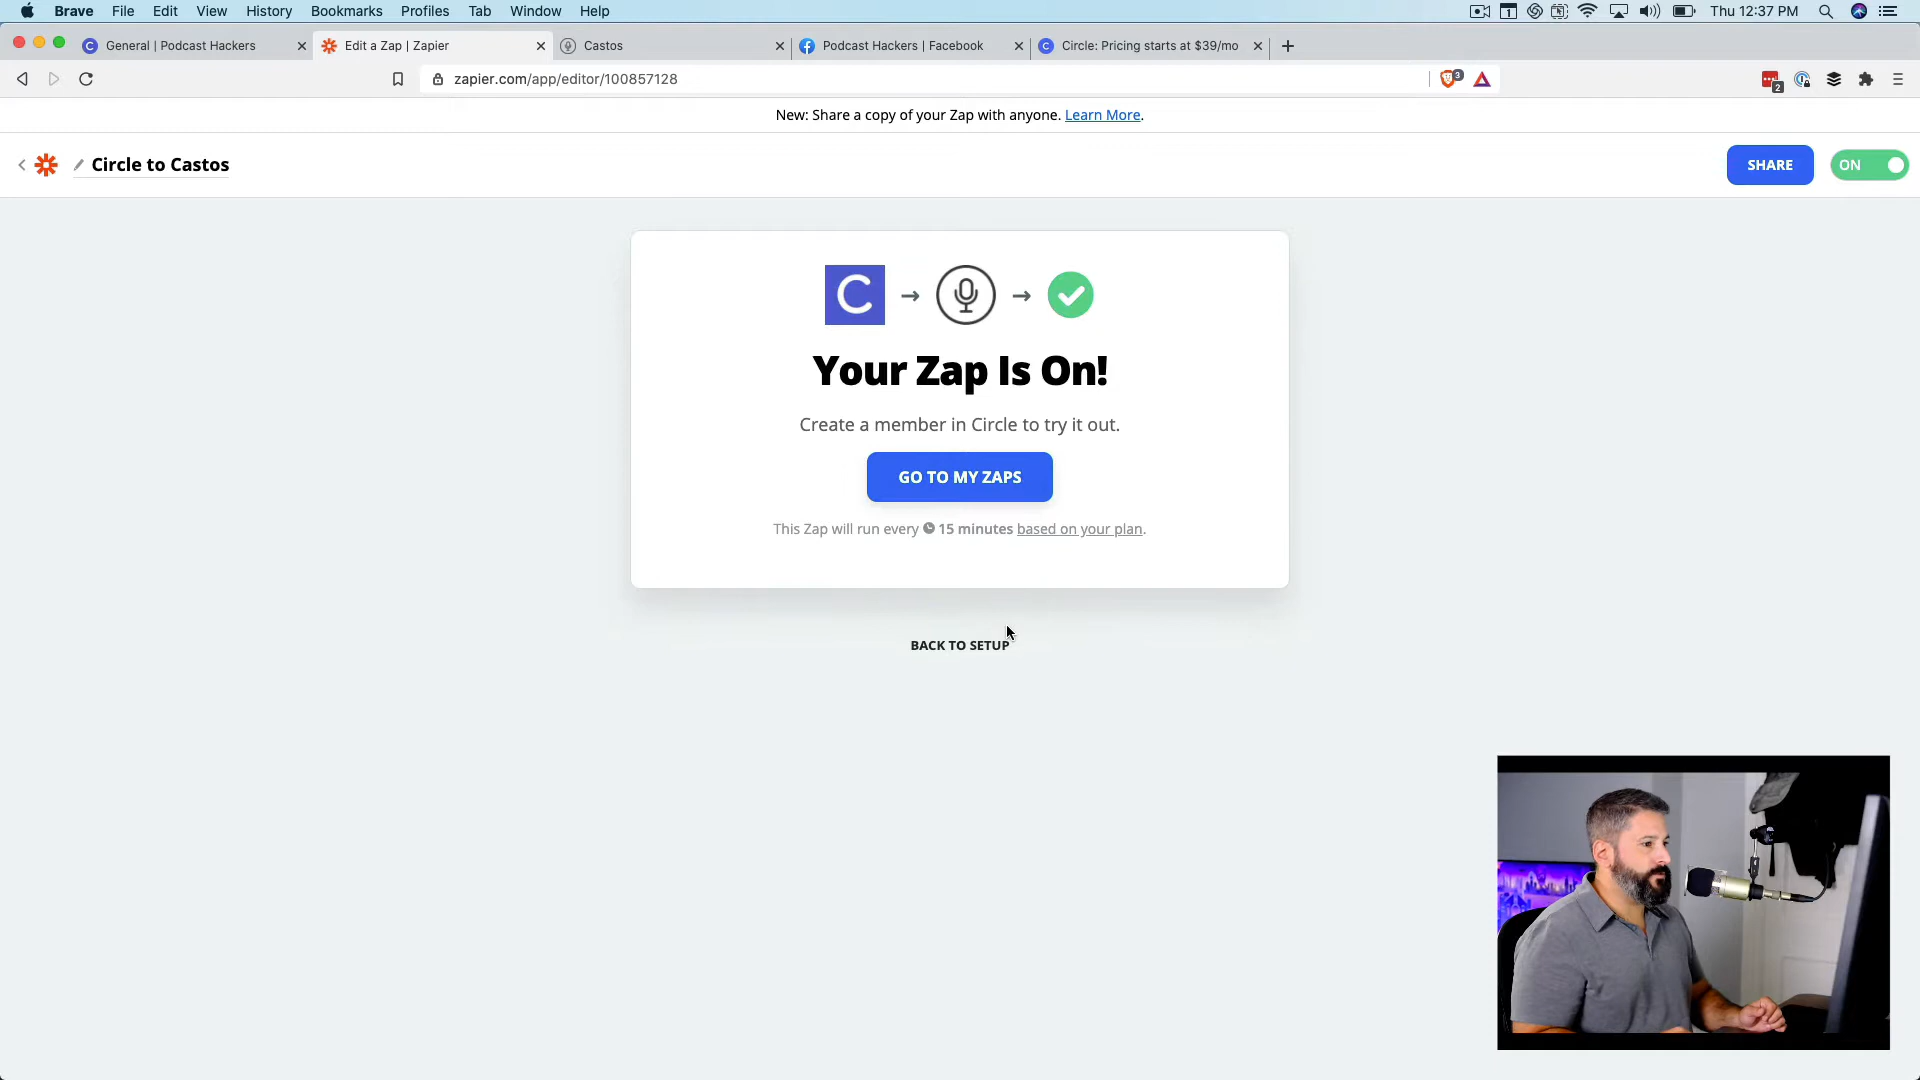 Brave File Edit View History Bookmarks Profiles Tab Window Help
1 Thu 12:37 PM
General | Podcast Hackers
Edit a Zap | Zapier
Castos
Podcast Hackers | Facebook
Circle: Pricing starts at $39/mo
zapier.com/app/editor/100857128
3
2
New: Share a copy of your Zap with anyone. Learn More.
Circle to Castos
SHARE
ON
C
Your Zap Is On!
Create a member in Circle to try it out.
GO TO MY ZAPS
This Zap will run every 15 minutes based on your plan.
BACK TO SETUP